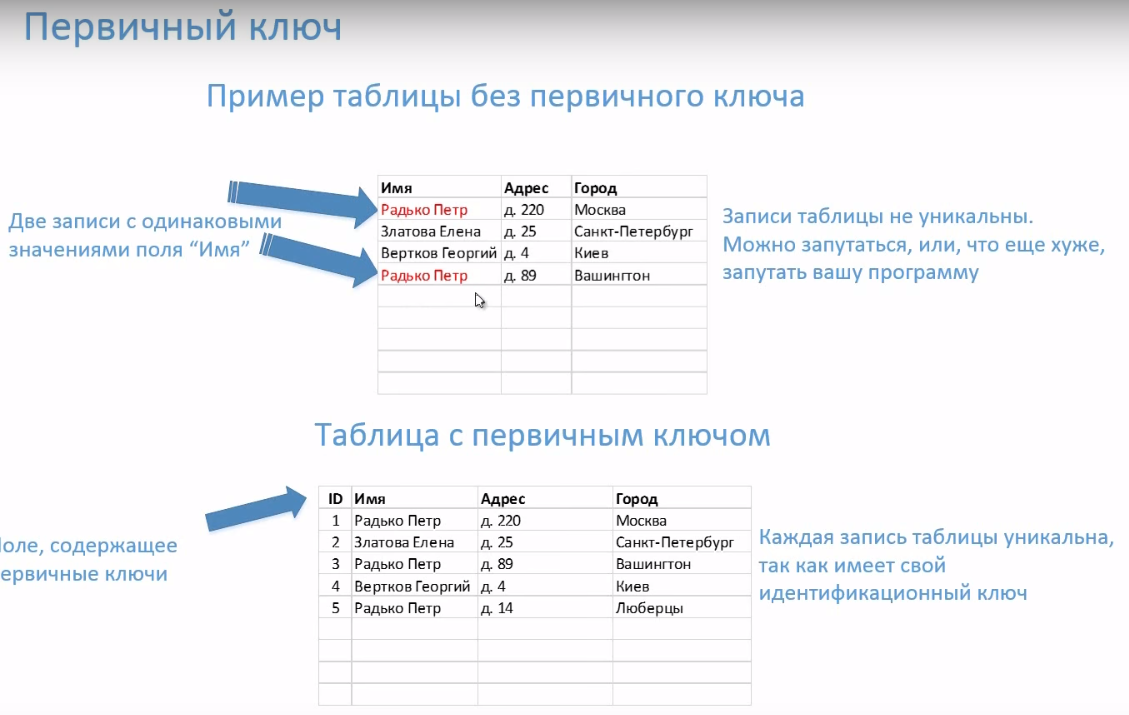 Первичный ключ
Пример таблицы без первичного ключа
Две записи с одинаковыми
значениями поля “Имя”
Имя Адрес Город
Радько Петр д. 220 Москва
Златова Елена д. 25 Санкт-Петербург
Вертков Георгий д. 4 Киев
Радько Петр д. 89 Вашингтон
Записи таблицы не уникальны.
Можно запутаться, или, что еще хуже,
запутать вашу программу
Таблица с первичным ключом
оле, содержащее
ервичные ключи
ID Имя Адрес Город
1 Радько Петр д. 220 Москва
2 Златова Елена д. 25 Санкт-Петербург
3 Радько Петр д. 89 Вашингтон
4 Вертков Георгий д. 4 Киев
5 Радько Петр д. 14 Люберцы
Каждая запись таблицы уникальна,
так как имеет свой
идентификационный ключ